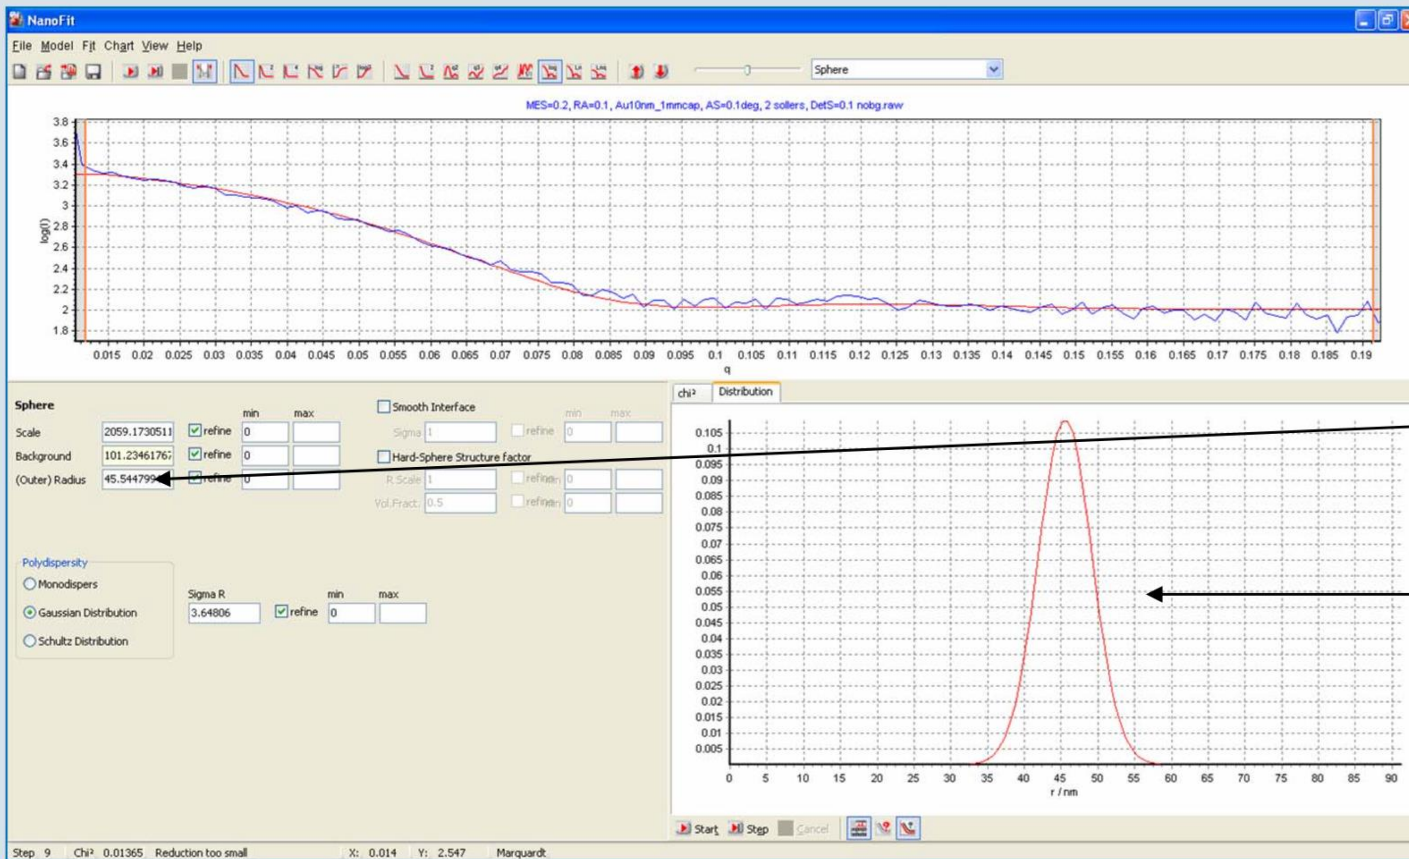 NanoFit
File Model Fit Chart View Help
Sphere
MES=0.2, RA=0.1, Au10nm_1mmcap, AS=0.1deg, 2 sollers, DetS=0.1 nobg.raw
3.8
3.6
3.4
3.2
3
2.8
2.6
2.4
2.2
2
1.8
log(I)
0.015 0.02 0.025 0.03 0.035 0.04 0.045 0.05 0.055 0.06 0.065 0.07 0.075 0.08 0.085 0.09 0.095 0.1 0.105 0.11 0.115 0.12 0.125 0.13 0.135 0.14 0.145 0.15 0.155 0.16 0.165 0.17 0.175 0.18 0.185 0.19
q
Sphere
min max
Scale 2059.1730511 refine 0
Background 101.2346176 refine 0
(Outer) Radius 45.544799 refine 0
Smooth Interface
min max
Sigma 1 refine 0
Hard-Sphere Structure factor
R.Scale 1 refine 0
Vol.Fract. 0.5 refine 0
Polydispersity
Monodispers
Gaussian Distribution
Schultz Distribution
Sigma R min max
3.64806 refine 0
chi² Distribution
0.105
0.1
0.095
0.09
0.085
0.08
0.075
0.07
0.065
0.06
0.055
0.05
0.045
0.04
0.035
0.03
0.025
0.02
0.015
0.01
0.005
0 5 10 15 20 25 30 35 40 45 50 55 60 65 70 75 80 85 90
r / nm
Start Step Cancel
Step 9 Chi² 0.01365 Reduction too small X: 0.014 Y: 2.547 Marquardt